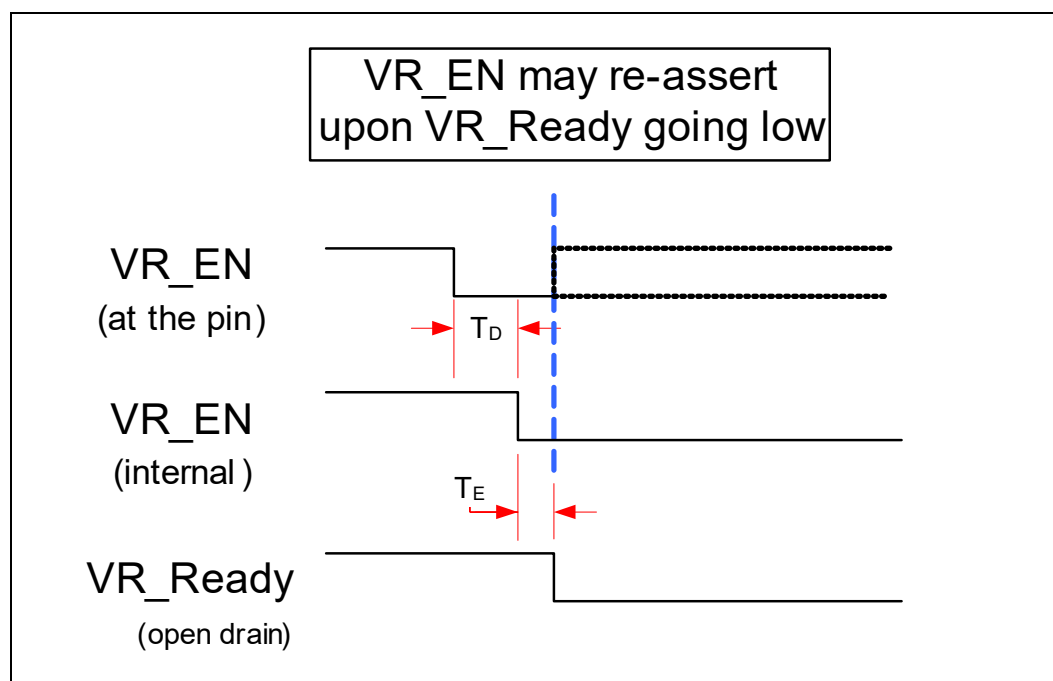 VR_EN may re-assert
upon VR_Ready going low
VR_EN
(at the pin)
TD
VR_EN
(internal )
TE
VR_Ready
(open drain)